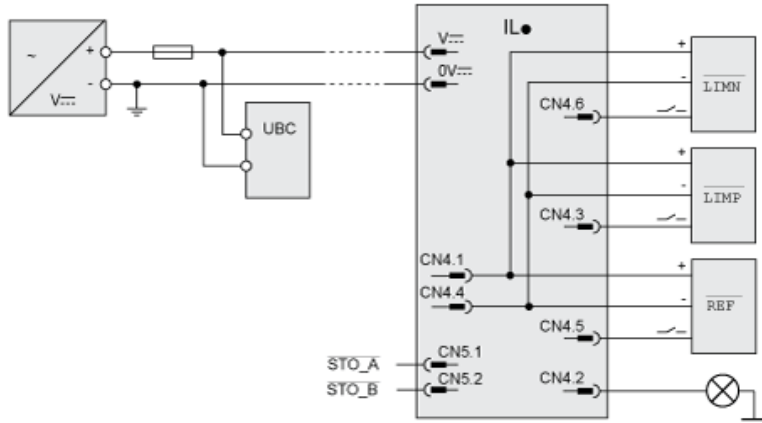 IL●
~
+
-
V⎓
V⎓
0V⎓
UBC
+
-
LIMN
CN4.6
+
-
LIMP
CN4.3
CN4.1
CN4.4
+
-
REF
CN4.5
STO_A
CN5.1
STO_B
CN5.2
CN4.2